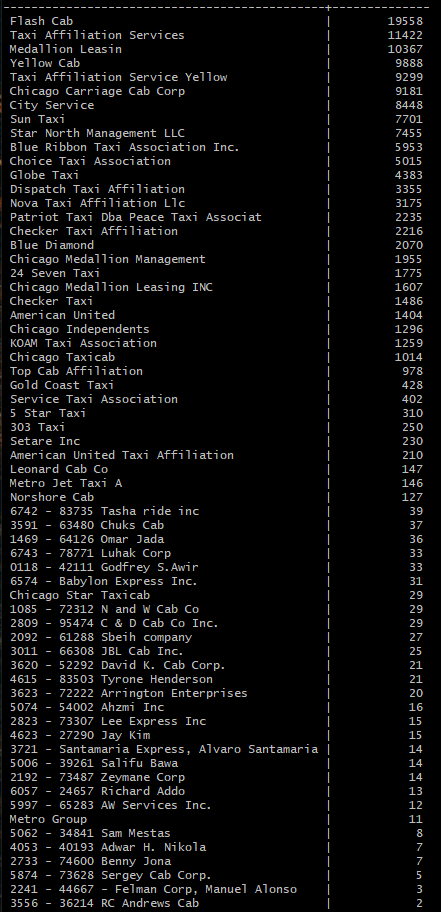 Flash Cab | 19558
Taxi Affiliation Services | 11422
Medallion Leasin | 10367
Yellow Cab | 9888
Taxi Affiliation Service Yellow | 9299
Chicago Carriage Cab Corp | 9181
City Service | 8448
Sun Taxi | 7701
Star North Management LLC | 7455
Blue Ribbon Taxi Association Inc. | 5953
Choice Taxi Association | 5015
Globe Taxi | 4383
Dispatch Taxi Affiliation | 3355
Nova Taxi Affiliation Llc | 3175
Patriot Taxi Dba Peace Taxi Associat | 2235
Checker Taxi Affiliation | 2216
Blue Diamond | 2070
Chicago Medallion Management | 1955
24 Seven Taxi | 1775
Chicago Medallion Leasing INC | 1607
Checker Taxi | 1486
American United | 1404
Chicago Independents | 1296
KOAM Taxi Association | 1259
Chicago Taxicab | 1014
Top Cab Affiliation | 978
Gold Coast Taxi | 428
Service Taxi Association | 402
5 Star Taxi | 310
303 Taxi | 250
Setare Inc | 230
American United Taxi Affiliation | 210
Leonard Cab Co | 147
Metro Jet Taxi A | 146
Norshore Cab | 127
6742 - 83735 Tasha ride inc | 39
3591 - 63480 Chuks Cab | 37
1469 - 64126 Omar Jada | 36
6743 - 78771 Luhak Corp | 33
0118 - 42111 Godfrey S.Awir | 33
6574 - Babylon Express Inc. | 31
Chicago Star Taxicab | 29
1085 - 72312 N and W Cab Co | 29
2809 - 95474 C & D Cab Co Inc. | 29
2092 - 61288 Sbeih company | 27
3011 - 66308 JBL Cab Inc. | 25
3620 - 52292 David K. Cab Corp. | 21
4615 - 83503 Tyrone Henderson | 21
3623 - 72222 Arrington Enterprises | 20
5074 - 54002 Ahzmi Inc | 16
2823 - 73307 Lee Express Inc | 15
4623 - 27290 Jay Kim | 15
3721 - Santamaria Express, Alvaro Santamaria | 14
5006 - 39261 Salifu Bawa | 14
2192 - 73487 Zeymane Corp | 14
6057 - 24657 Richard Addo | 13
5997 - 65283 AW Services Inc. | 12
Metro Group | 11
5062 - 34841 Sam Mestas | 8
4053 - 40193 Adwar H. Nikola | 7
2733 - 74600 Benny Jona | 7
5874 - 73628 Sergey Cab Corp. | 5
2241 - 44667 - Felman Corp, Manuel Alonso | 3
3556 - 36214 RC Andrews Cab | 2